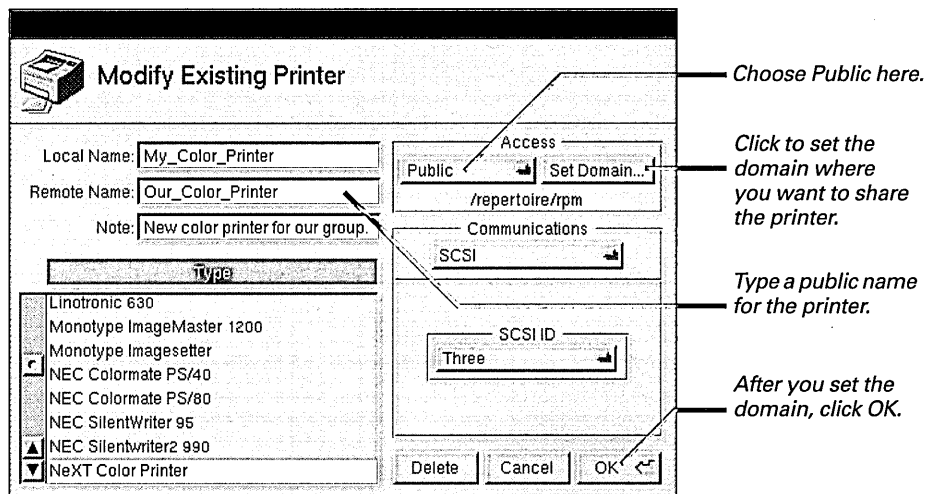 Modify Existing Printer
Local Name: My_Color_Printer
Remote Name: Our_Color_Printer
Note: New color printer for our group.
Type
Linotronic 630
Monotype ImageMaster 1200
Monotype Imagesetter
NEC Colormate PS/40
NEC Colormate PS/80
NEC SilentWriter 95
NEC Silentwriter2 990
NeXT Color Printer
Access
Public
Set Domain...
/repertoire/rpm
Communications
SCSI
SCSI ID
Three
Delete
Cancel
OK
Choose Public here.
Click to set the
domain where
you want to share
the printer.
Type a public name
for the printer.
After you set the
domain, click OK.